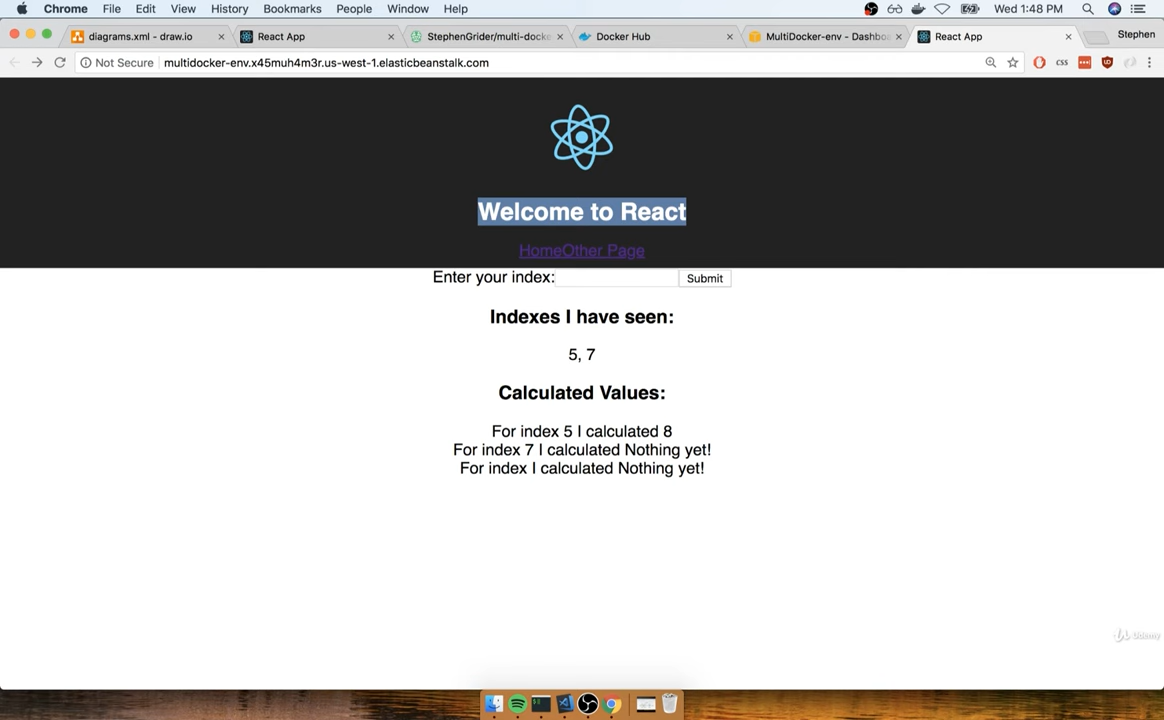 Chrome File Edit View History Bookmarks People Window Help Wed 1:48 PM
diagrams.xml - draw.io React App StephenGrider/multi-docke Docker Hub MultiDocker-env - Dashboa React App Stephen
Not Secure multidocker-env.x45muh4m3r.us-west-1.elasticbeanstalk.com CSS
Welcome to React
HomeOther Page
Enter your index: Submit
Indexes I have seen:
5, 7
Calculated Values:
For index 5 I calculated 8
For index 7 I calculated Nothing yet!
For index I calculated Nothing yet!
Udemy